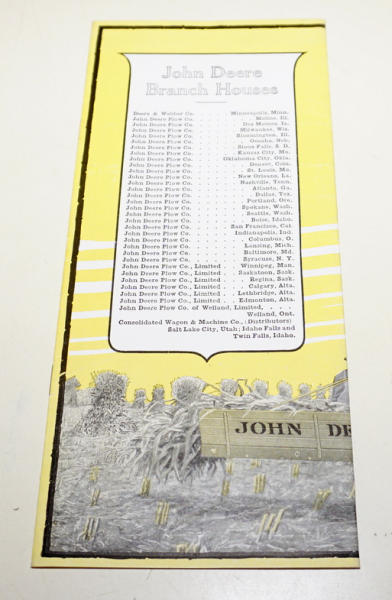 John Deere
Branch Houses
Deere & Webber Co. . . . . Minneapolis, Minn.
John Deere Plow Co. . . . . Moline, Ill.
John Deere Plow Co. . . . . Des Moines, Ia.
John Deere Plow Co. . . . . Milwaukee, Wis.
John Deere Plow Co. . . . . Bloomington, Ill.
John Deere Plow Co. . . . . Omaha, Neb.
John Deere Plow Co. . . . . Sioux Falls, S. D.
John Deere Plow Co. . . . . Kansas City, Mo.
John Deere Plow Co. . . . . Oklahoma City, Okla.
John Deere Plow Co. . . . . Denver, Colo.
John Deere Plow Co. . . . . St. Louis, Mo.
John Deere Plow Co. . . . . New Orleans, La.
John Deere Plow Co. . . . . Nashville, Tenn.
John Deere Plow Co. . . . . Atlanta, Ga.
John Deere Plow Co. . . . . Dallas, Tex.
John Deere Plow Co. . . . . Portland, Ore.
John Deere Plow Co. . . . . Spokane, Wash.
John Deere Plow Co. . . . . Seattle, Wash.
John Deere Plow Co. . . . . Boise, Idaho.
John Deere Plow Co. . . . . San Francisco, Cal.
John Deere Plow Co. . . . . Indianapolis, Ind.
John Deere Plow Co. . . . . Columbus, O.
John Deere Plow Co. . . . . Lansing, Mich.
John Deere Plow Co. . . . . Baltimore, Md.
John Deere Plow Co. . . . . Syracuse, N. Y.
John Deere Plow Co., Limited . . Winnipeg, Man.
John Deere Plow Co., Limited . . Saskatoon, Sask.
John Deere Plow Co., Limited . . Regina, Sask.
John Deere Plow Co., Limited . . Calgary, Alta.
John Deere Plow Co., Limited . . Lethbridge, Alta.
John Deere Plow Co., Limited . . Edmonton, Alta.
John Deere Plow Co. of Welland, Limited, . . . .
Welland, Ont.
Consolidated Wagon & Machine Co., (Distributors)
Salt Lake City, Utah; Idaho Falls and
Twin Falls, Idaho.
JOHN DE